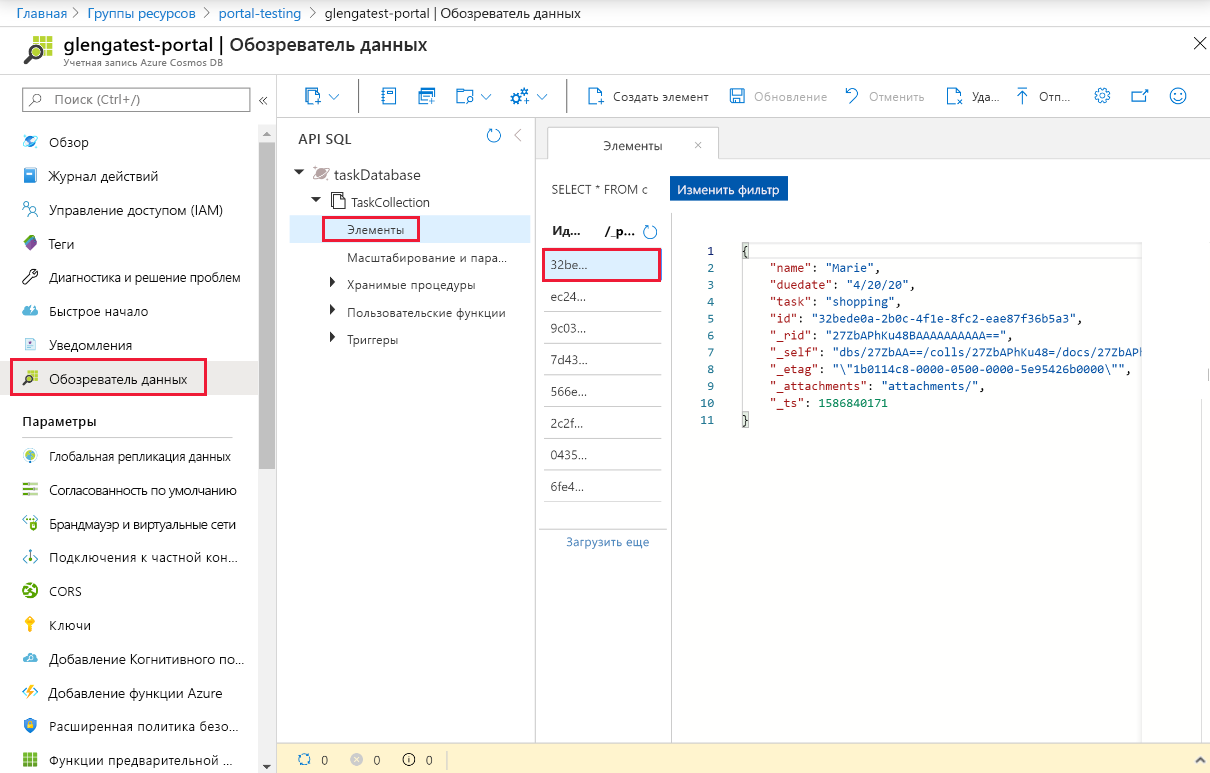 Главная > Группы ресурсов > portal-testing > glengatest-portal | Обозреватель данных
glengatest-portal | Обозреватель данных
Учетная запись Azure Cosmos DB
Поиск (Ctrl+/)
«
Обзор
Журнал действий
Управление доступом (IAM)
Теги
Диагностика и решение проблем
Быстрое начало
Уведомления
Обозреватель данных
Параметры
Глобальная репликация данных
Согласованность по умолчанию
Брандмауэр и виртуальные сети
Подключения к частной кон...
CORS
Ключи
Добавление Когнитивного по...
Добавление функции Azure
Расширенная политика безо...
Функции предварительной ...
Создать элемент
Обновление
Отменить
Уда...
Отп...
API SQL
taskDatabase
TaskCollection
Элементы
Масштабирование и пара...
Хранимые процедуры
Пользовательские функции
Триггеры
Элементы
SELECT * FROM c
Изменить фильтр
Ид... /_p...
32be...
ec24...
9c03...
7d43...
566e...
2c2f...
0435...
6fe4...
Загрузить еще
1 {
2 "name": "Marie",
3 "duedate": "4/20/20",
4 "task": "shopping",
5 "id": "32bede0a-2b0c-4f1e-8fc2-eae87f36b5a3",
6 "_rid": "27ZbAPhKu48BAAAAAAAAAA==",
7 "_self": "dbs/27ZbAA==/colls/27ZbAPhKu48=/docs/27ZbAPh
8 "_etag": "\"1b0114c8-0000-0500-0000-5e95426b0000\"",
9 "_attachments": "attachments/",
10 "_ts": 1586840171
11 }
0 0 0